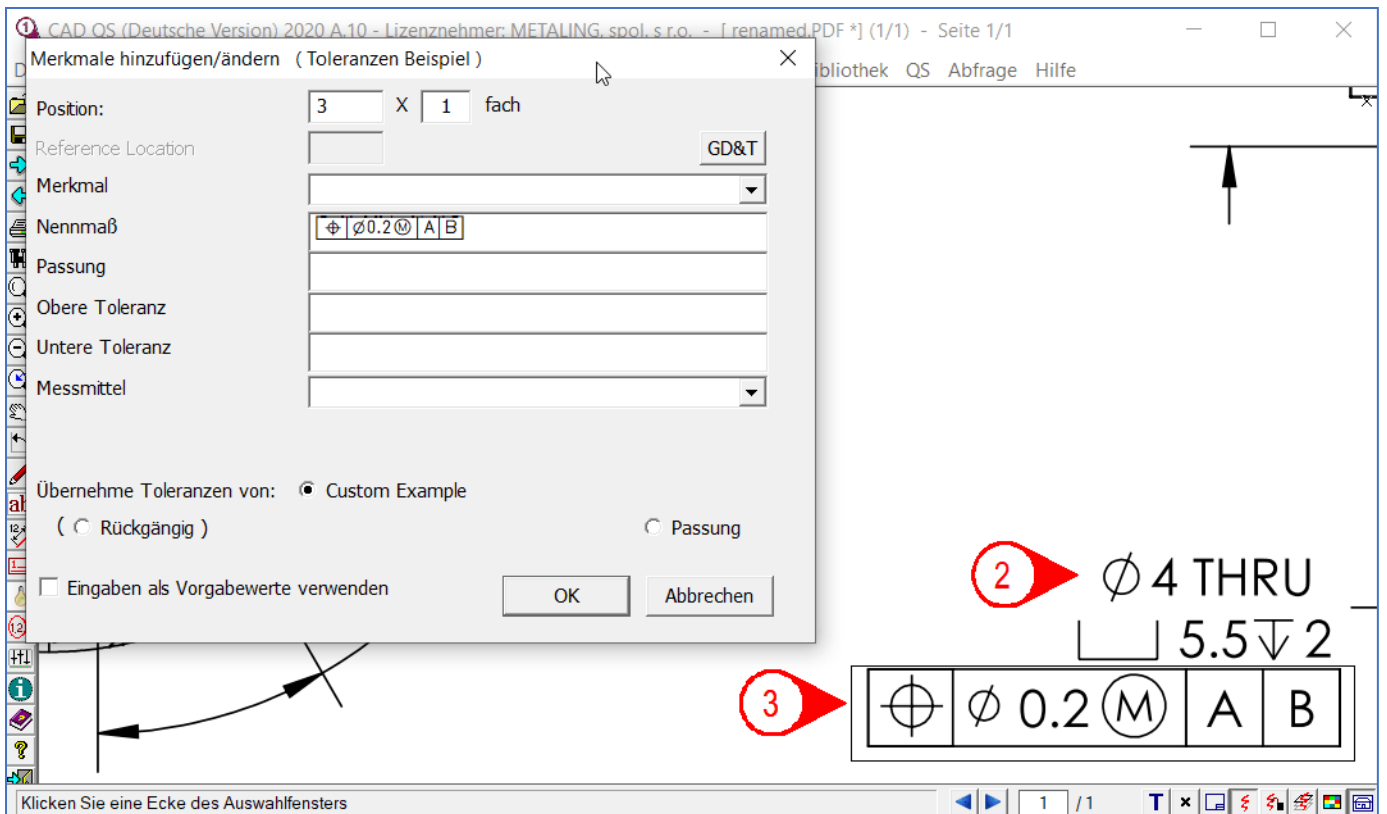 CAD QS (Deutsche Version) 2020 A.10 - Lizenznehmer: METALING, spol. s r.o. - [ renamed.PDF *] (1/1) - Seite 1/1
Merkmale hinzufügen/ändern ( Toleranzen Beispiel )
D
ibliothek QS Abfrage Hilfe
Position: 3 X 1 fach
Reference Location GD&T
Merkmal
Nennmaß ⌖ ⌀0.2 Ⓜ A B
Passung
Obere Toleranz
Untere Toleranz
Messmittel
Übernehme Toleranzen von: Custom Example
( Rückgängig ) Passung
Eingaben als Vorgabewerte verwenden OK Abbrechen
2 ⌀ 4 THRU
⌴ 5.5 ↧ 2
3 ⌖ ⌀ 0.2 Ⓜ A B
Klicken Sie eine Ecke des Auswahlfensters 1 /1 T